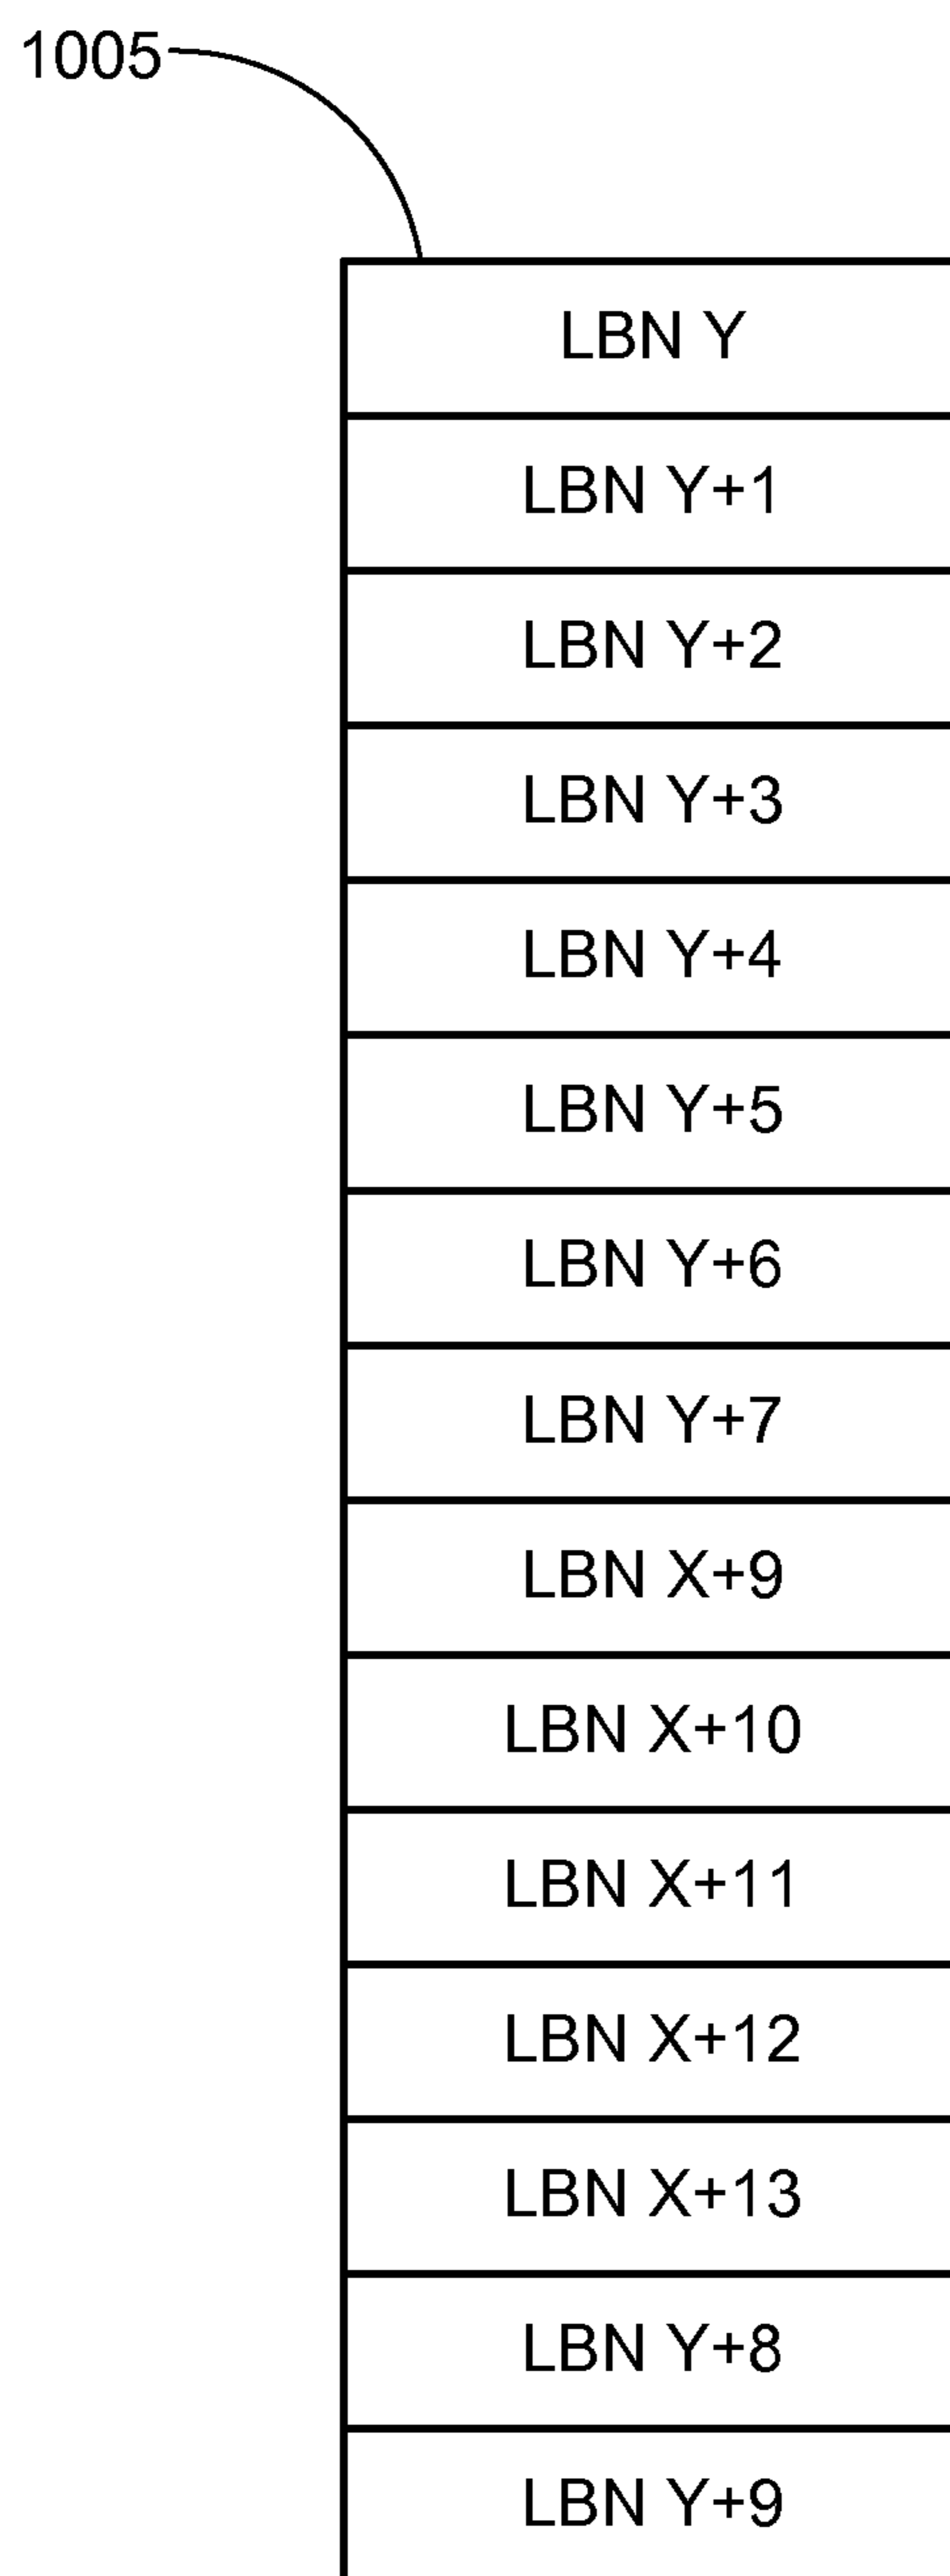 1005
LBN Y
LBN Y+1
LBN Y+2
LBN Y+3
LBN Y+4
LBN Y+5
LBN Y+6
LBN Y+7
LBN X+9
LBN X+10
LBN X+11
LBN X+12
LBN X+13
LBN Y+8
LBN Y+9